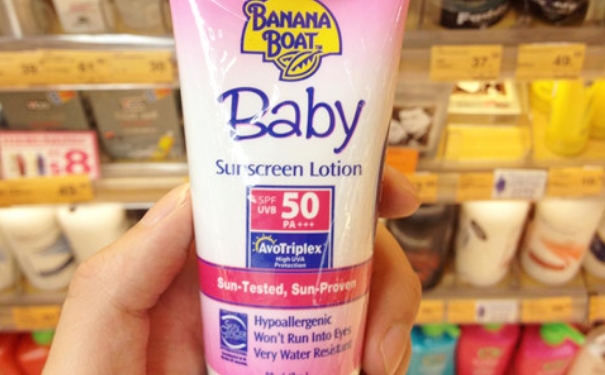 BANANA
BOAT
Baby
Sunscreen Lotion
SPF
UVB
50
PA+++
AvoTriplex
High UVA
Protection
Sun-Tested, Sun-Proven
Hypoallergenic
Won't Run Into Eyes
Very Water Resistant
$8